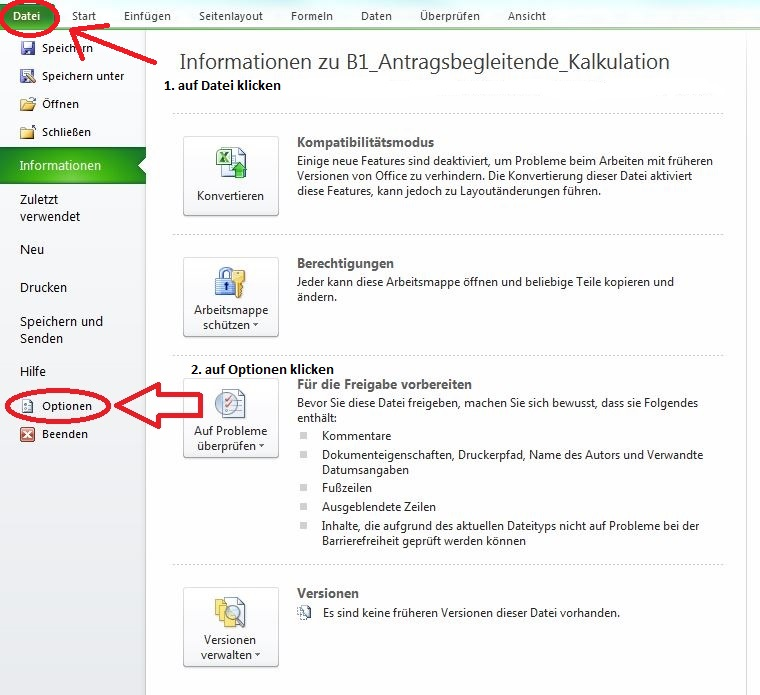 Datei Start Einfügen Seitenlayout Formeln Daten Überprüfen Ansicht
Speichern
Speichern unter
Öffnen
Schließen
Informationen
Zuletzt
verwendet
Neu
Drucken
Speichern und
Senden
Hilfe
Optionen
Beenden
Informationen zu B1_Antragsbegleitende_Kalkulation
1. auf Datei klicken
Konvertieren
Kompatibilitätsmodus
Einige neue Features sind deaktiviert, um Probleme beim Arbeiten mit früheren
Versionen von Office zu verhindern. Die Konvertierung dieser Datei aktiviert
diese Features, kann jedoch zu Layoutänderungen führen.
Arbeitsmappe
schützen
Berechtigungen
Jeder kann diese Arbeitsmappe öffnen und beliebige Teile kopieren und
ändern.
2. auf Optionen klicken
Auf Probleme
überprüfen
Für die Freigabe vorbereiten
Bevor Sie diese Datei freigeben, machen Sie sich bewusst, dass sie Folgendes
enthält:
Kommentare
Dokumenteigenschaften, Druckerpfad, Name des Autors und Verwandte
Datumsangaben
Fußzeilen
Ausgeblendete Zeilen
Inhalte, die aufgrund des aktuellen Dateityps nicht auf Probleme bei der
Barrierefreiheit geprüft werden können
Versionen
verwalten
Versionen
Es sind keine früheren Versionen dieser Datei vorhanden.